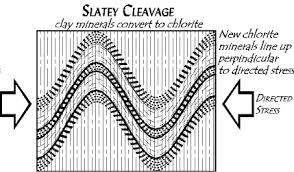 SLATEY CLEAVAGE
clay minerals convert to chlorite
New chlorite
minerals line up
perpindicular
to directed stress
DIRECTED
STRESS